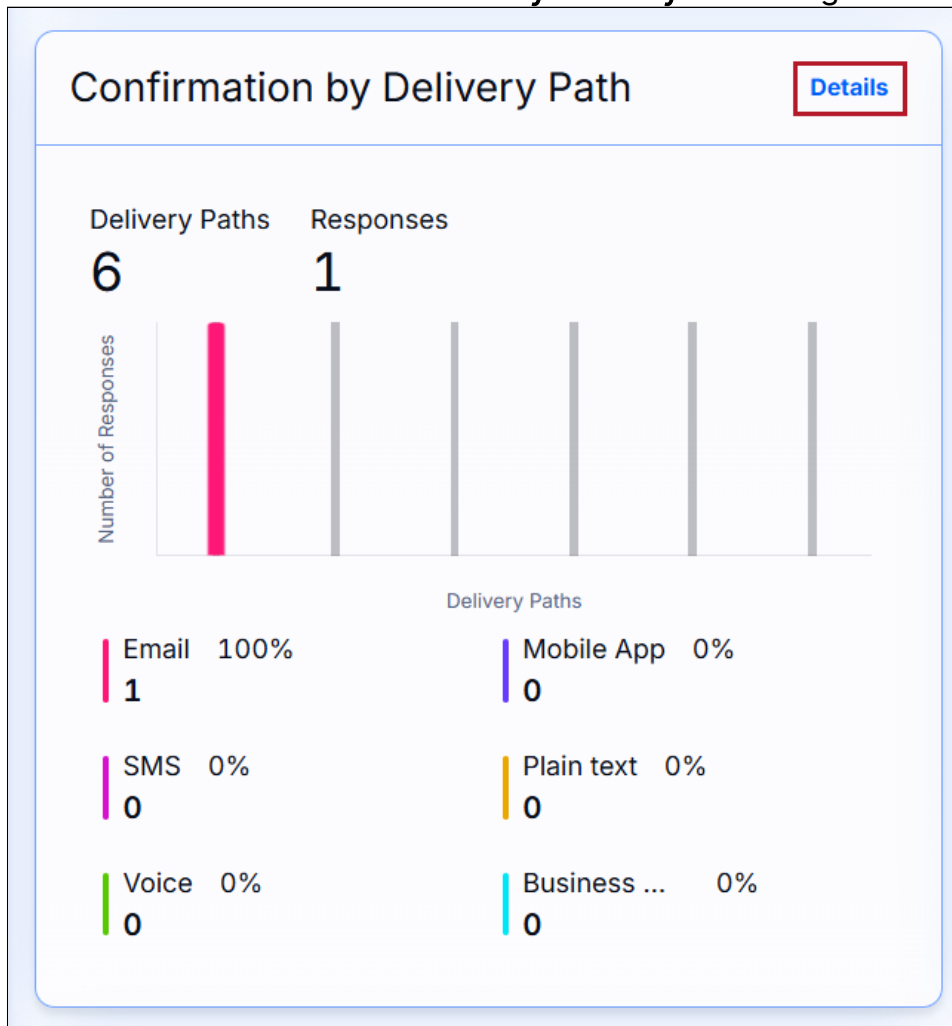 Confirmation by Delivery Path
Details
Delivery Paths Responses
6 1
Number of Responses
Delivery Paths
Email 100%
1
Mobile App 0%
0
SMS 0%
0
Plain text 0%
0
Voice 0%
0
Business ... 0%
0